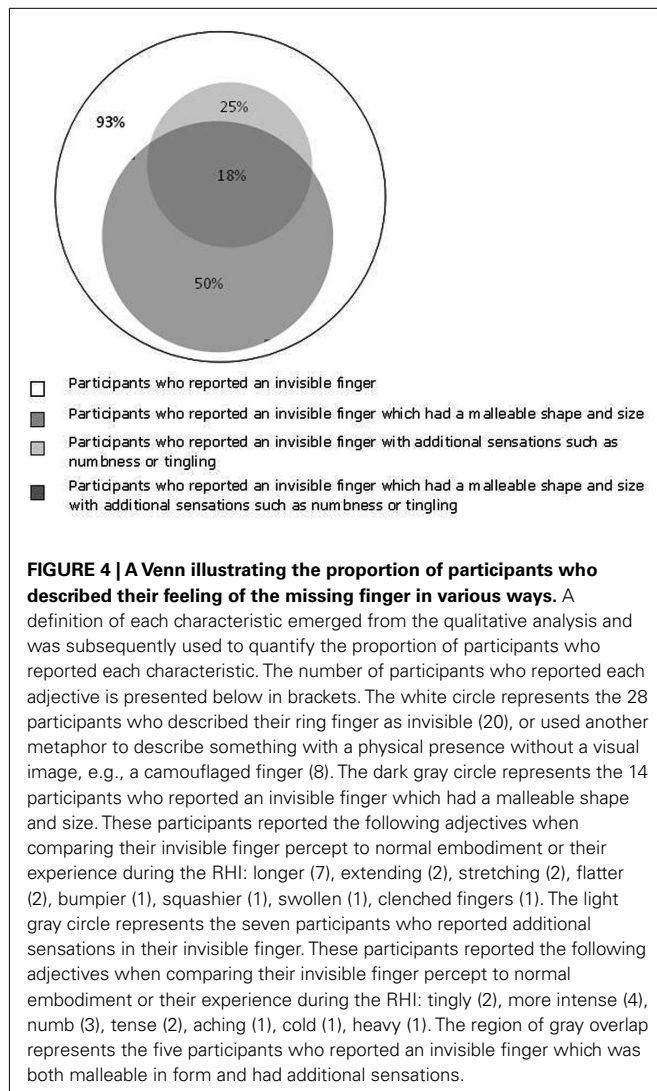 25%
93%
18%
50%
Participants who reported an invisible finger
Participants who reported an invisible finger which had a malleable shape and size
Participants who reported an invisible finger with additional sensations such as
numbness or tingling
Participants who reported an invisible finger which had a malleable shape and size
with additional sensations such as numbness or tingling
FIGURE 4 | A Venn illustrating the proportion of participants who
described their feeling of the missing finger in various ways. A
definition of each characteristic emerged from the qualitative analysis and
was subsequently used to quantify the proportion of participants who
reported each characteristic. The number of participants who reported each
adjective is presented below in brackets. The white circle represents the 28
participants who described their ring finger as invisible (20), or used another
metaphor to describe something with a physical presence without a visual
image, e.g., a camouflaged finger (8). The dark gray circle represents the 14
participants who reported an invisible finger which had a malleable shape
and size. These participants reported the following adjectives when
comparing their invisible finger percept to normal embodiment or their
experience during the RHI: longer (7), extending (2), stretching (2), flatter
(2), bumpier (1), squashier (1), swollen (1), clenched fingers (1). The light
gray circle represents the seven participants who reported additional
sensations in their invisible finger. These participants reported the following
adjectives when comparing their invisible finger percept to normal
embodiment or their experience during the RHI: tingly (2), more intense (4),
numb (3), tense (2), aching (1), cold (1), heavy (1). The region of gray overlap
represents the five participants who reported an invisible finger which was
both malleable in form and had additional sensations.